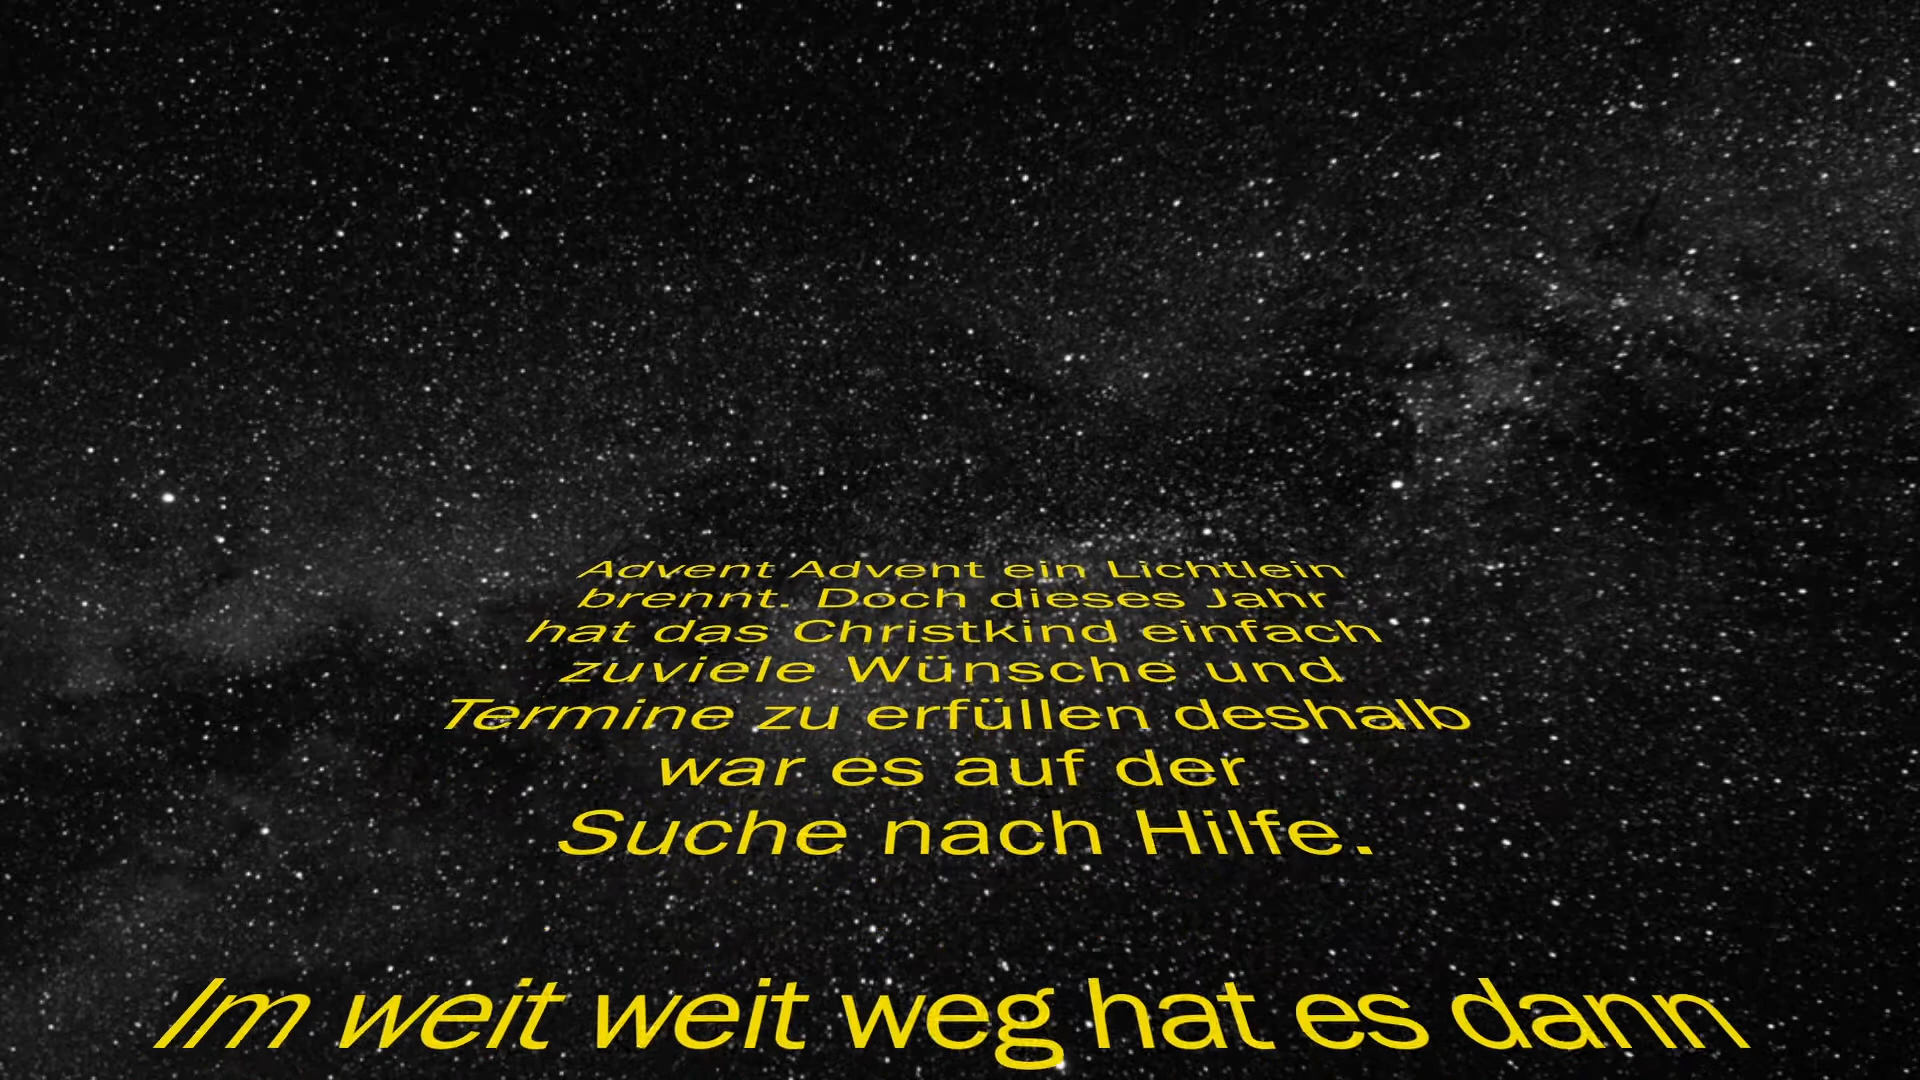 Advent Advent ein Lichtlein
brennt. Doch dieses Jahr
hat das Christkind einfach
zuviele Wünsche und
Termine zu erfüllen deshalb
war es auf der
Suche nach Hilfe.
Im weit weit weg hat es dann